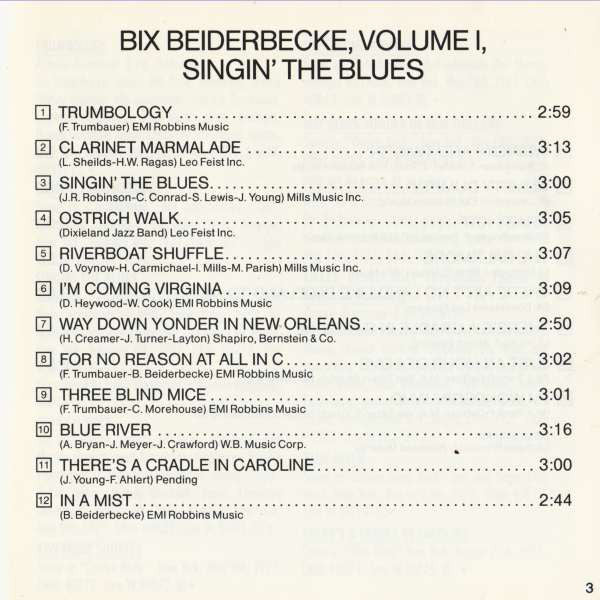 BIX BEIDERBECKE, VOLUME I,
SINGIN' THE BLUES
1 TRUMBOLOGY 2:59
(F. Trumbauer) EMI Robbins Music
2 CLARINET MARMALADE 3:13
(L. Sheilds-H.W. Ragas) Leo Feist Inc.
3 SINGIN' THE BLUES 3:00
(J.R. Robinson-C. Conrad-S. Lewis-J. Young) Mills Music Inc.
4 OSTRICH WALK 3:05
(Dixieland Jazz Band) Leo Feist Inc.
5 RIVERBOAT SHUFFLE 3:07
(D. Voynow-H. Carmichael-I. Mills-M. Parish) Mills Music Inc.
6 I'M COMING VIRGINIA 3:09
(D. Heywood-W. Cook) EMI Robbins Music
7 WAY DOWN YONDER IN NEW ORLEANS 2:50
(H. Creamer-J. Turner-Layton) Shapiro, Bernstein & Co.
8 FOR NO REASON AT ALL IN C 3:02
(F. Trumbauer-B. Beiderbecke) EMI Robbins Music
9 THREE BLIND MICE 3:01
(F. Trumbauer-C. Morehouse) EMI Robbins Music
10 BLUE RIVER 3:16
(A. Bryan-J. Meyer-J. Crawford) W.B. Music Corp.
11 THERE'S A CRADLE IN CAROLINE 3:00
(J. Young-F. Ahlert) Pending
12 IN A MIST 2:44
(B. Beiderbecke) EMI Robbins Music
3